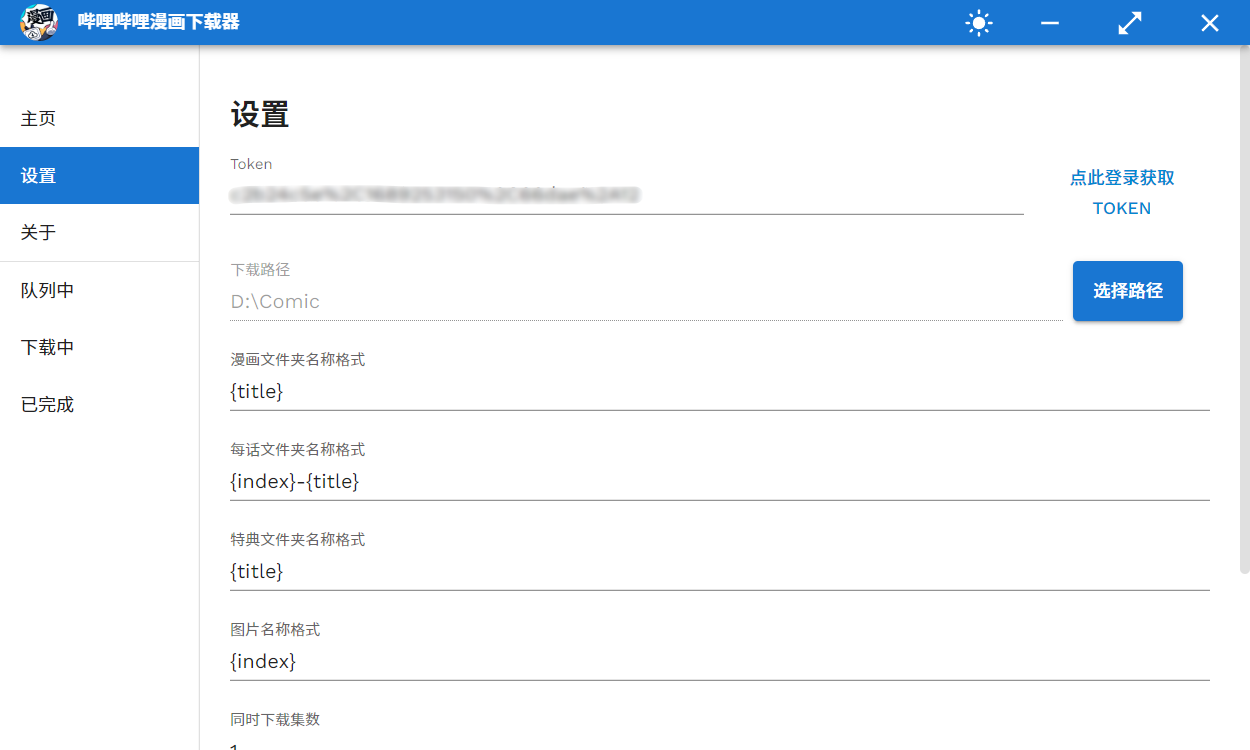 哔哩哔哩漫画下载器
主页
设置
关于
队列中
下载中
已完成
设置
Token
点此登录获取
TOKEN
下载路径
D:\Comic
选择路径
漫画文件夹名称格式
{title}
每话文件夹名称格式
{index}-{title}
特典文件夹名称格式
{title}
图片名称格式
{index}
同时下载集数
1